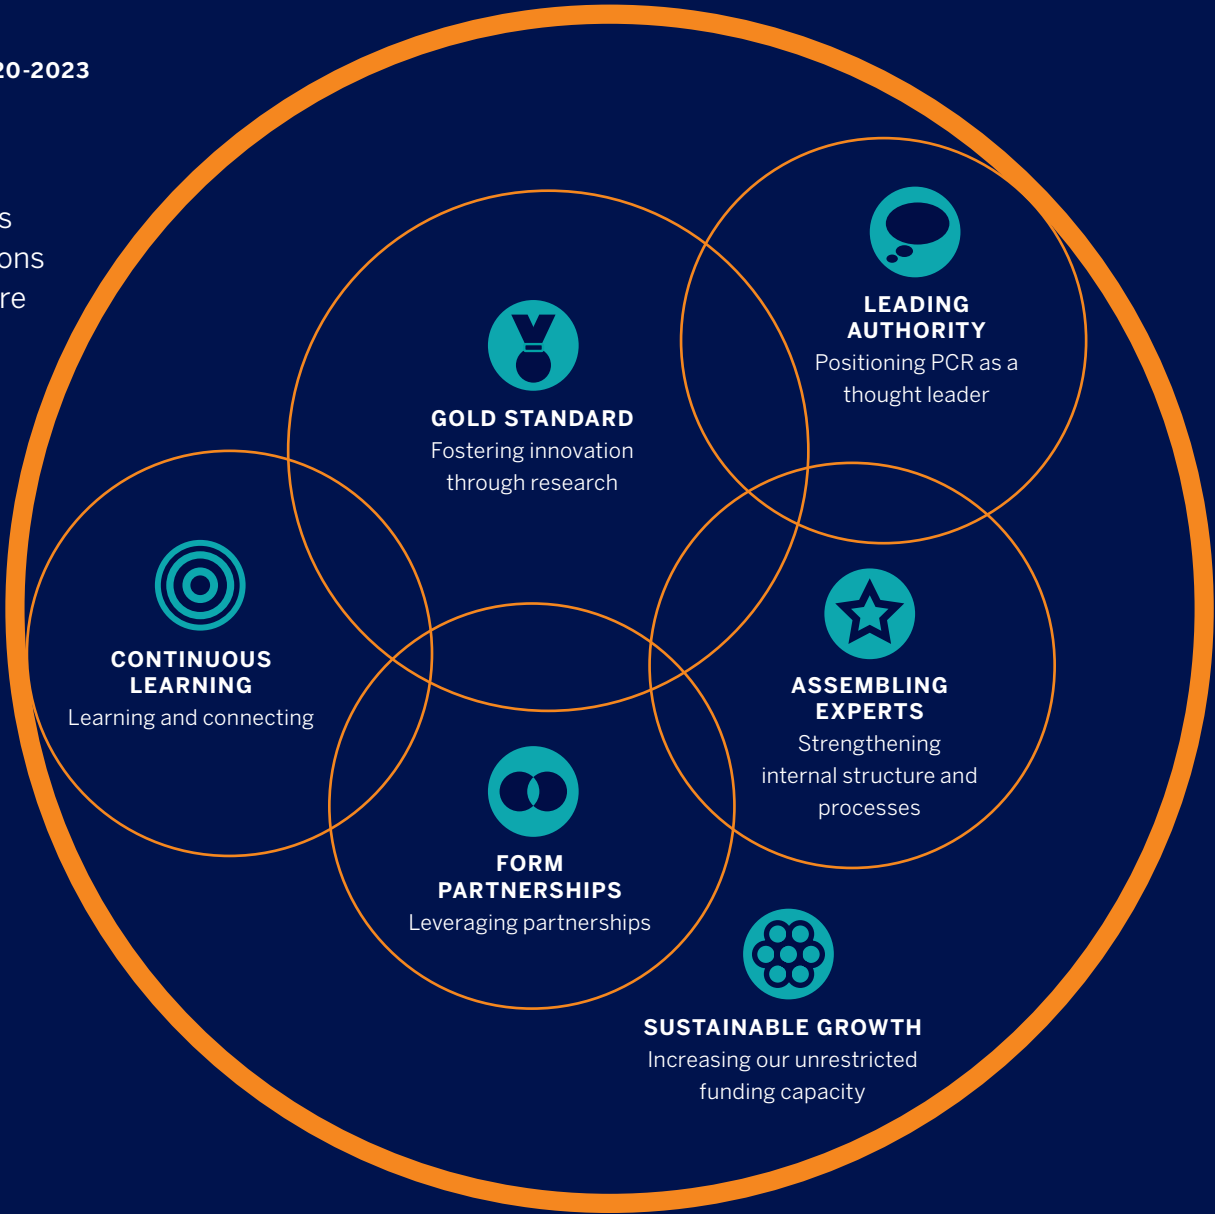 20-2023
s
ons
re
LEADING
AUTHORITY
Positioning PCR as a
thought leader
GOLD STANDARD
Fostering innovation
through research
CONTINUOUS
LEARNING
Learning and connecting
ASSEMBLING
EXPERTS
Strengthening
internal structure and
processes
FORM
PARTNERSHIPS
Leveraging partnerships
SUSTAINABLE GROWTH
Increasing our unrestricted
funding capacity